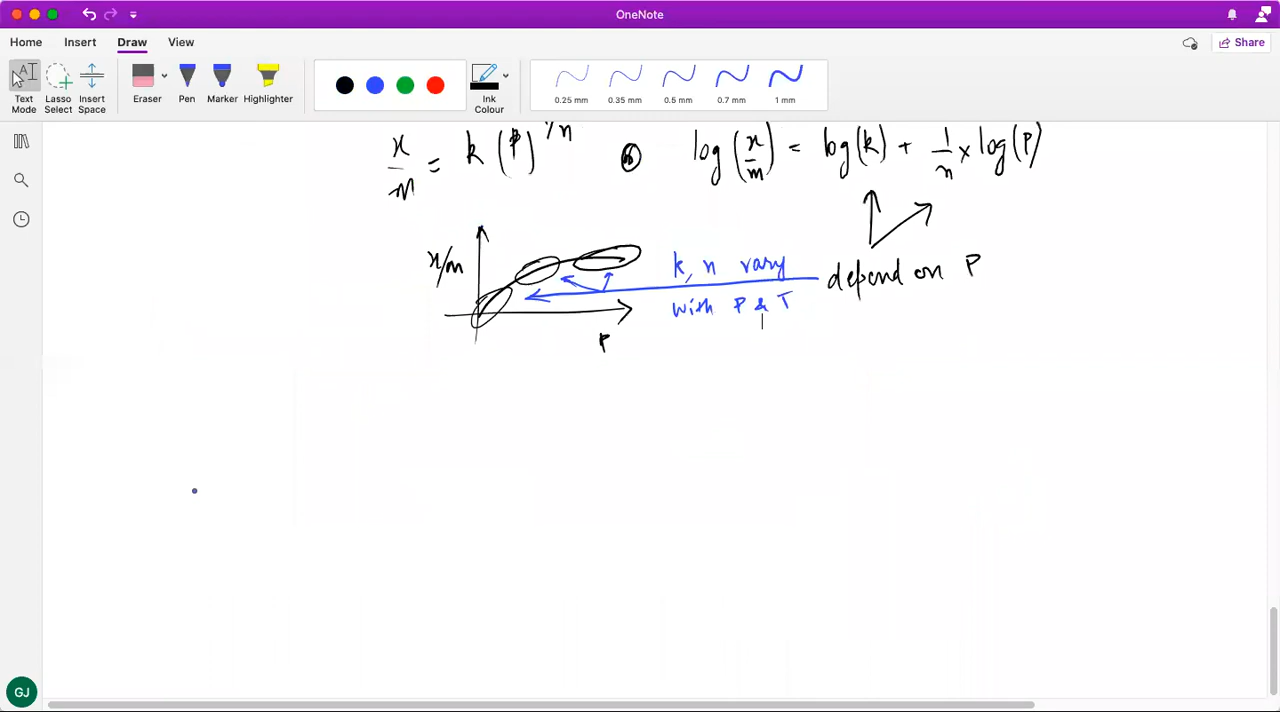 OneNote
Home Insert Draw View
Share
Text Mode
Lasso Select
Insert Space
Eraser
Pen
Marker
Highlighter
Ink Colour
0.25 mm
0.35 mm
0.5 mm
0.7 mm
1 mm
x/m = k (P)^1/n or log(x/m) = log(k) + 1/n × log(P)
x/m
k, n vary
with P & T
depend on P
P
GJ